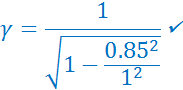 γ = 1 / √(1 − 0.85²/1²) ✓